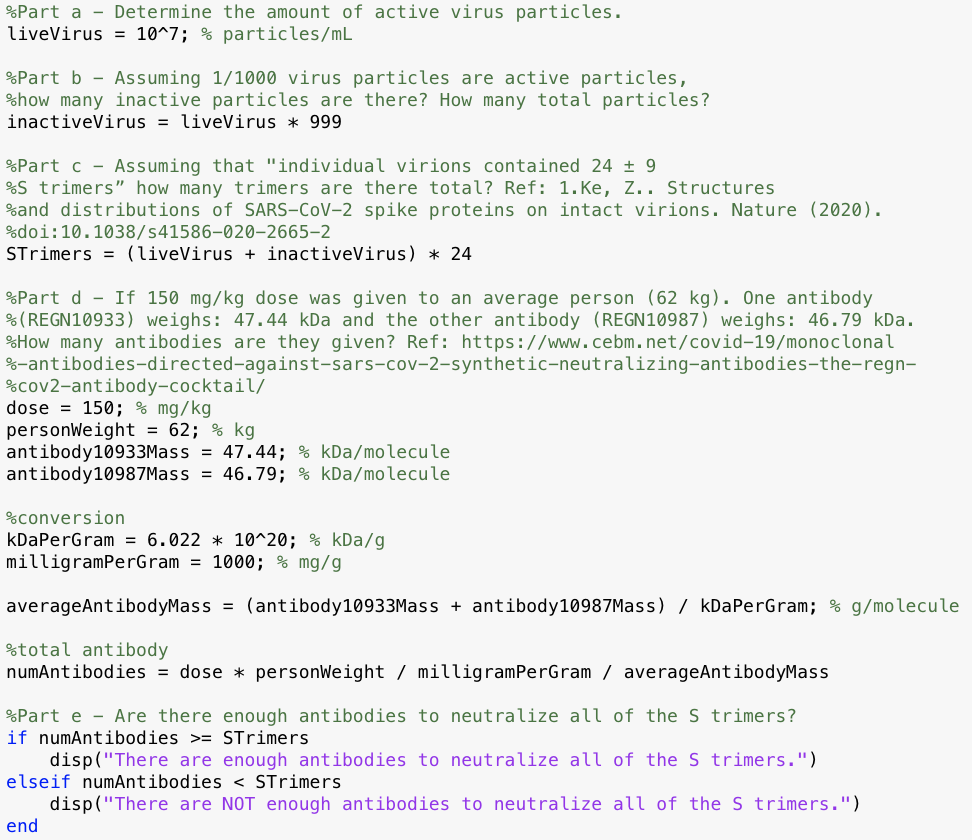 %Part a – Determine the amount of active virus particles.
liveVirus = 10^7; % particles/mL
%Part b – Assuming 1/1000 virus particles are active particles,
%how many inactive particles are there? How many total particles?
inactiveVirus = liveVirus * 999
%Part c – Assuming that "individual virions contained 24 ± 9
%S trimers” how many trimers are there total? Ref: 1.Ke, Z.. Structures
%and distributions of SARS-CoV-2 spike proteins on intact virions. Nature (2020).
%doi:10.1038/s41586-020-2665-2
STrimers = (liveVirus + inactiveVirus) * 24
%Part d – If 150 mg/kg dose was given to an average person (62 kg). One antibody
%(REGN10933) weighs: 47.44 kDa and the other antibody (REGN10987) weighs: 46.79 kDa.
%How many antibodies are they given? Ref: https://www.cebm.net/covid-19/monoclonal
%-antibodies-directed-against-sars-cov-2-synthetic-neutralizing-antibodies-the-regn-
%cov2-antibody-cocktail/
dose = 150; % mg/kg
personWeight = 62; % kg
antibody10933Mass = 47.44; % kDa/molecule
antibody10987Mass = 46.79; % kDa/molecule
%conversion
kDaPerGram = 6.022 * 10^20; % kDa/g
milligramPerGram = 1000; % mg/g
averageAntibodyMass = (antibody10933Mass + antibody10987Mass) / kDaPerGram; % g/molecule
%total antibody
numAntibodies = dose * personWeight / milligramPerGram / averageAntibodyMass
%Part e – Are there enough antibodies to neutralize all of the S trimers?
if numAntibodies >= STrimers
disp("There are enough antibodies to neutralize all of the S trimers.")
elseif numAntibodies < STrimers
disp("There are NOT enough antibodies to neutralize all of the S trimers.")
end